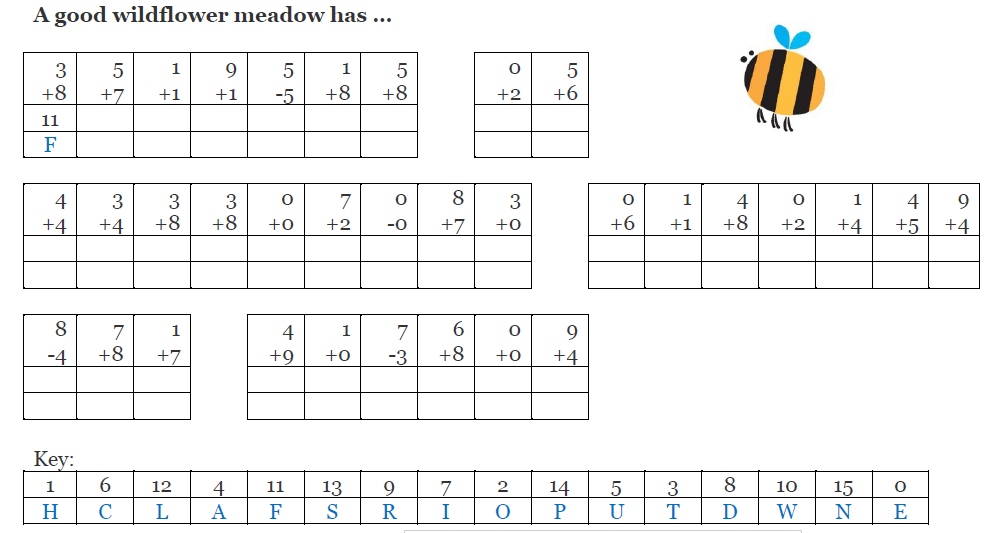 A good wildflower meadow has ...
3 5 1 9 5 1 5 0 5
+8 +7 +1 +1 -5 +8 +8 +2 +6
11
F
4 3 3 3 0 7 0 8 3 0 1 4 0 1 4 9
+4 +4 +8 +8 +0 +2 -0 +7 +0 +6 +1 +8 +2 +4 +5 +4
8 7 1 4 1 7 6 0 9
-4 +8 +7 +9 +0 -3 +8 +0 +4
Key:
1 6 12 4 11 13 9 7 2 14 5 3 8 10 15 0
H C L A F S R I O P U T D W N E